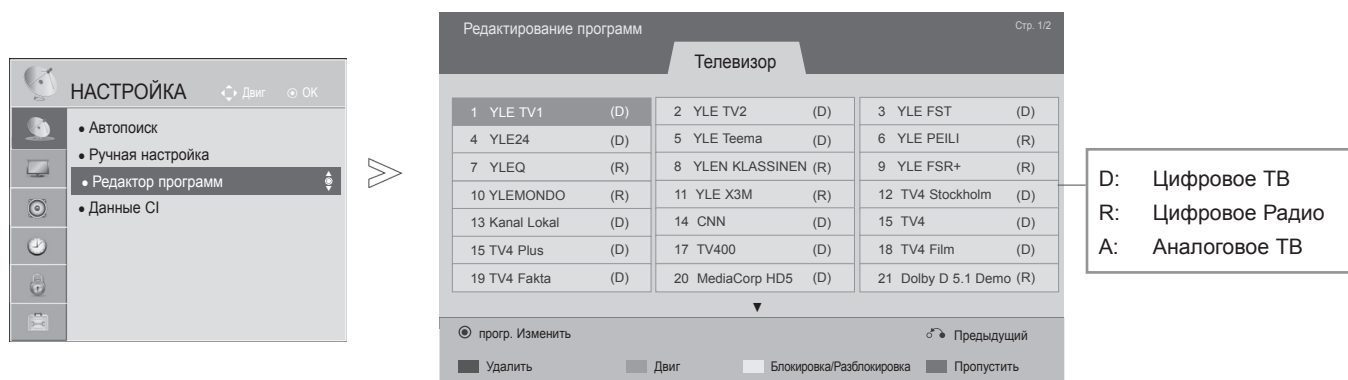 НАСТРОЙКА
Двиг
OK
• Автопоиск
• Ручная настройка
• Редактор программ
• Данные CI
Редактирование программ
Стр. 1/2
Телевизор
1 YLE TV1 (D) 2 YLE TV2 (D) 3 YLE FST (D)
4 YLE24 (D) 5 YLE Teema (D) 6 YLE PEILI (R)
7 YLEQ (R) 8 YLEN KLASSINEN (R) 9 YLE FSR+ (R)
10 YLEMONDO (R) 11 YLE X3M (R) 12 TV4 Stockholm (D)
13 Kanal Lokal (D) 14 CNN (D) 15 TV4 (D)
15 TV4 Plus (D) 17 TV400 (D) 18 TV4 Film (D)
19 TV4 Fakta (D) 20 MediaCorp HD5 (D) 21 Dolby D 5.1 Demo (R)
прогр. Изменить
Предыдущий
Удалить Двиг Блокировка/Разблокировка Пропустить
D: Цифровое ТВ
R: Цифровое Радио
A: Аналоговое ТВ